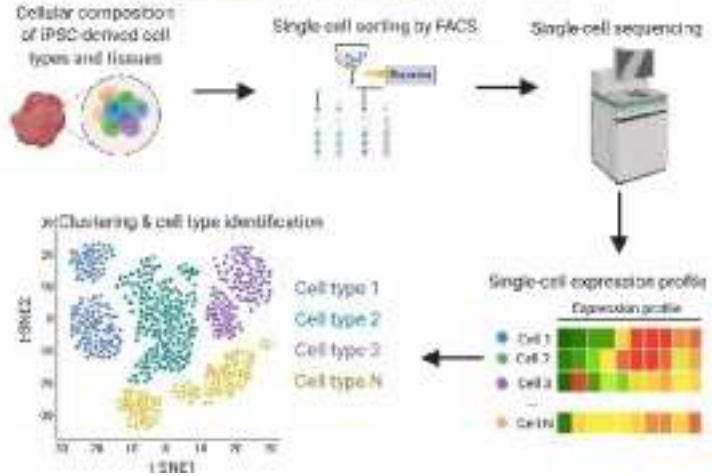 Cellular composition
of iPSC-derived cell
types and tissues
Single-cell sorting by FACS
Single-cell sequencing
Clustering & cell type identification
Cell type 1
Cell type 2
Cell type 3
Cell type N
tSNE2
tSNE1
Single-cell expression profile
Expression profile
Cell 1
Cell 2
Cell 3
...
Cell N